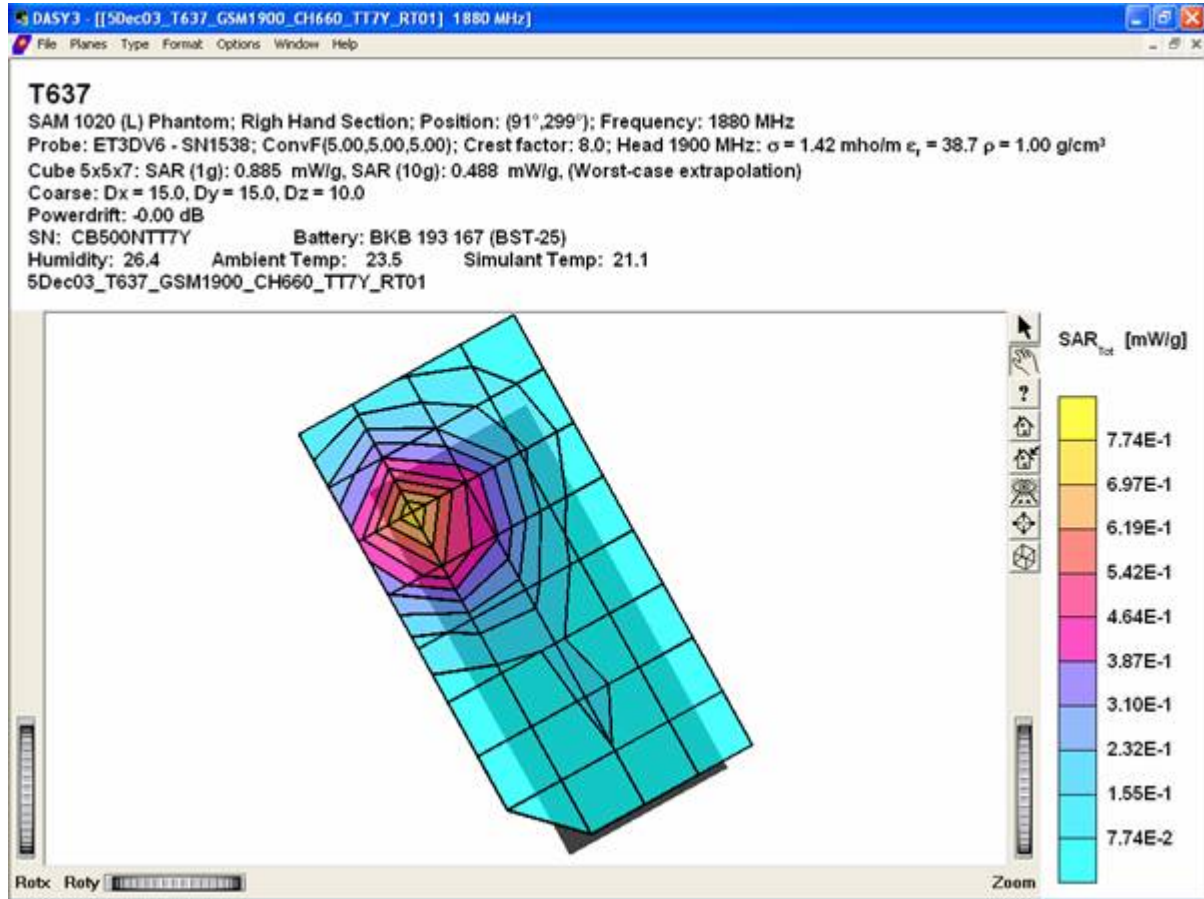 DASY3 - [[5Dec03_T637_GSM1900_CH660_TT7Y_RT01] 1880 MHz]
File Planes Type Format Options Window Help
T637
SAM 1020 (L) Phantom; Righ Hand Section; Position: (91°,299°); Frequency: 1880 MHz
Probe: ET3DV6 - SN1538; ConvF(5.00,5.00,5.00); Crest factor: 8.0; Head 1900 MHz: σ = 1.42 mho/m εr = 38.7 ρ = 1.00 g/cm³
Cube 5x5x7: SAR (1g): 0.885 mW/g, SAR (10g): 0.488 mW/g, (Worst-case extrapolation)
Coarse: Dx = 15.0, Dy = 15.0, Dz = 10.0
Powerdrift: -0.00 dB
SN: CB500NTT7Y Battery: BKB 193 167 (BST-25)
Humidity: 26.4 Ambient Temp: 23.5 Simulant Temp: 21.1
5Dec03_T637_GSM1900_CH660_TT7Y_RT01
?
SAR Tot [mW/g]
7.74E-1
6.97E-1
6.19E-1
5.42E-1
4.64E-1
3.87E-1
3.10E-1
2.32E-1
1.55E-1
7.74E-2
Rotx Roty
Zoom